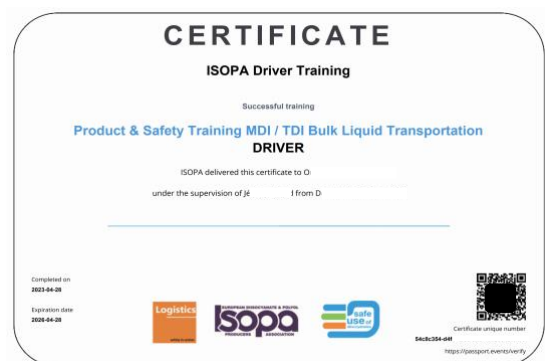 CERTIFICATE
ISOPA Driver Training
Successful training
Product & Safety Training MDI / TDI Bulk Liquid Transportation
DRIVER
ISOPA delivered this certificate to O
under the supervision of Jé l from D
Completed on
2023-04-28
Expiration date
2026-04-28
Logistics
EUROPEAN DIISOCYANATE & POLYOL
isopa
PRODUCERS ASSOCIATION
safe
use of
Certificate unique number
54c8c354-d4f
https://passport.events/verify